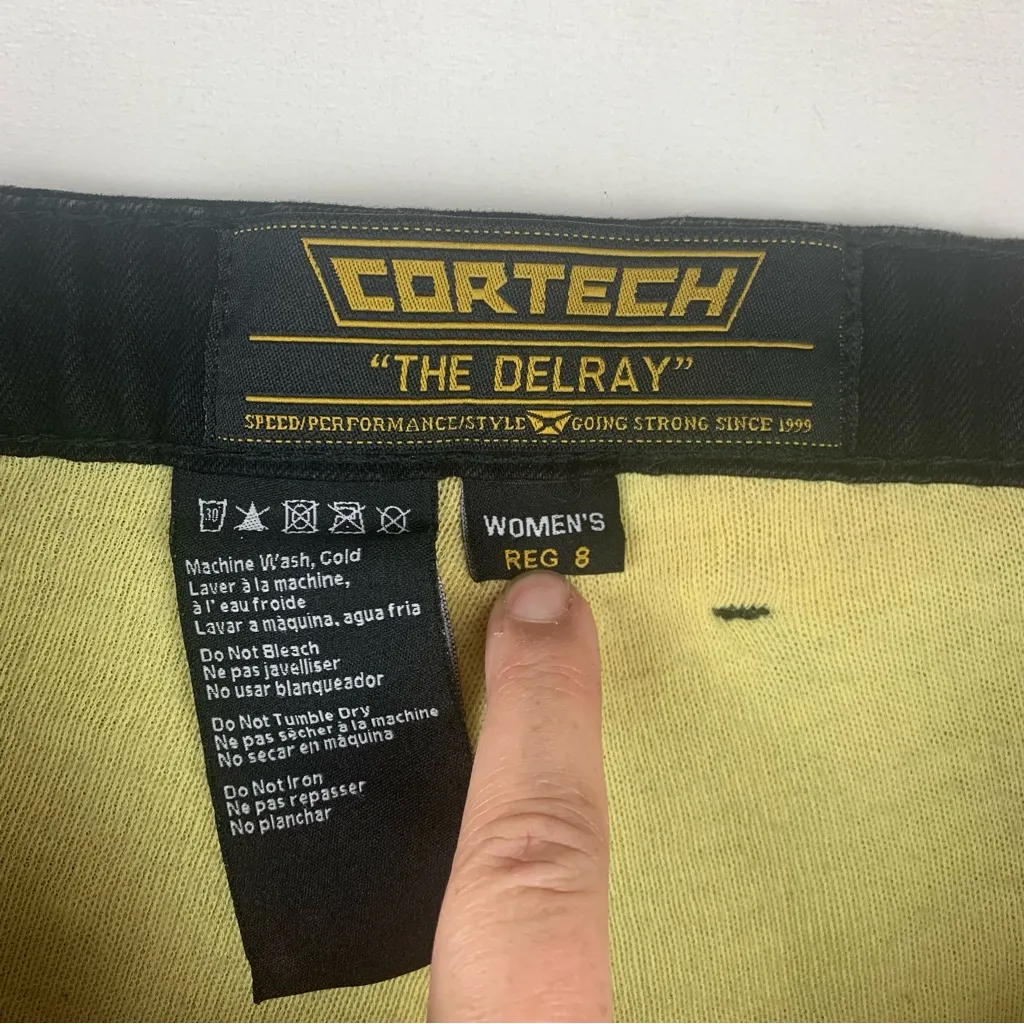 CORTECH
“THE DELRAY”
SPEED/PERFORMANCE/STYLE GOING STRONG SINCE 1999
30°
WOMEN'S
REG 8
Machine Wash, Cold
Laver à la machine,
à l' eau froide
Lavar a màquina. agua fria
Do Not Bleach
Ne pas javelliser
No usar blanqueador
Do Not Tumble Dry
Ne pas sècher à la machine
No secar en màquina
Do Not Iron
Ne pas repasser
No planchar